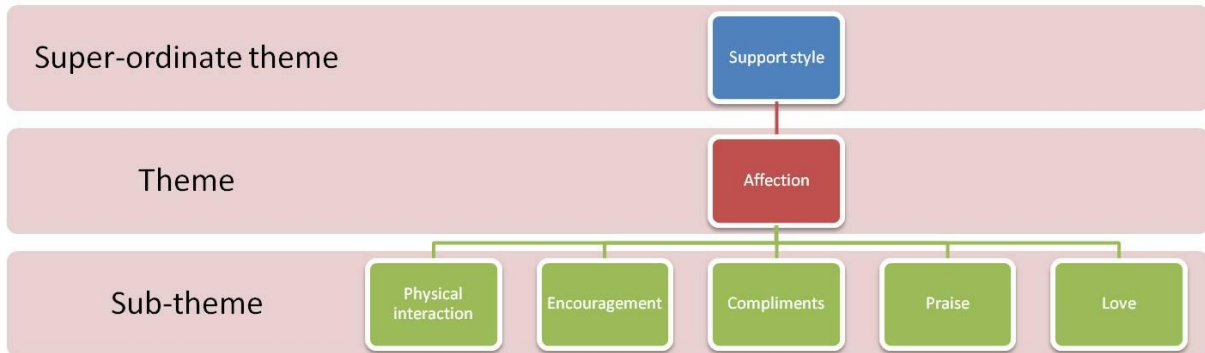 Super-ordinate theme
Support style
Theme
Affection
Sub-theme
Physical
interaction
Encouragement
Compliments
Praise
Love